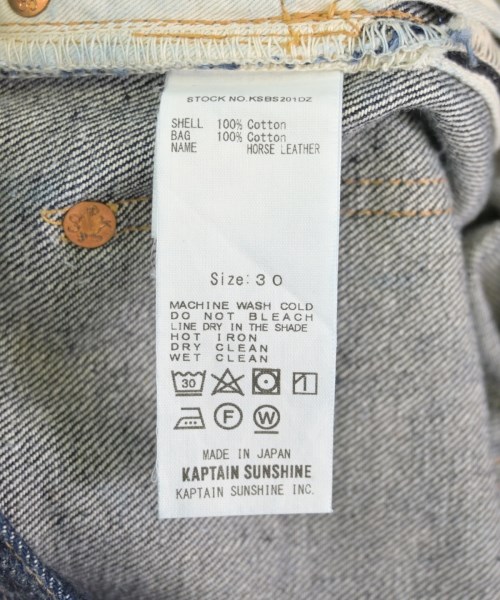 STOCK NO.KSBS201DZ
SHELL 100% Cotton
BAG 100% Cotton
NAME HORSE LEATHER
Size:30
MACHINE WASH COLD
DO NOT BLEACH
LINE DRY IN THE SHADE
HOT IRON
DRY CLEAN
WET CLEAN
30
F W
MADE IN JAPAN
KAPTAIN SUNSHINE
KAPTAIN SUNSHINE INC.